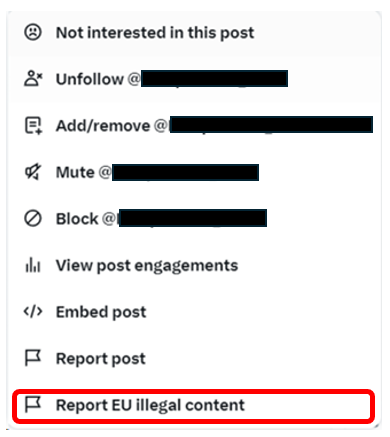 Not interested in this post
Unfollow @
Add/remove @
Mute @
Block @
View post engagements
Embed post
Report post
Report EU illegal content